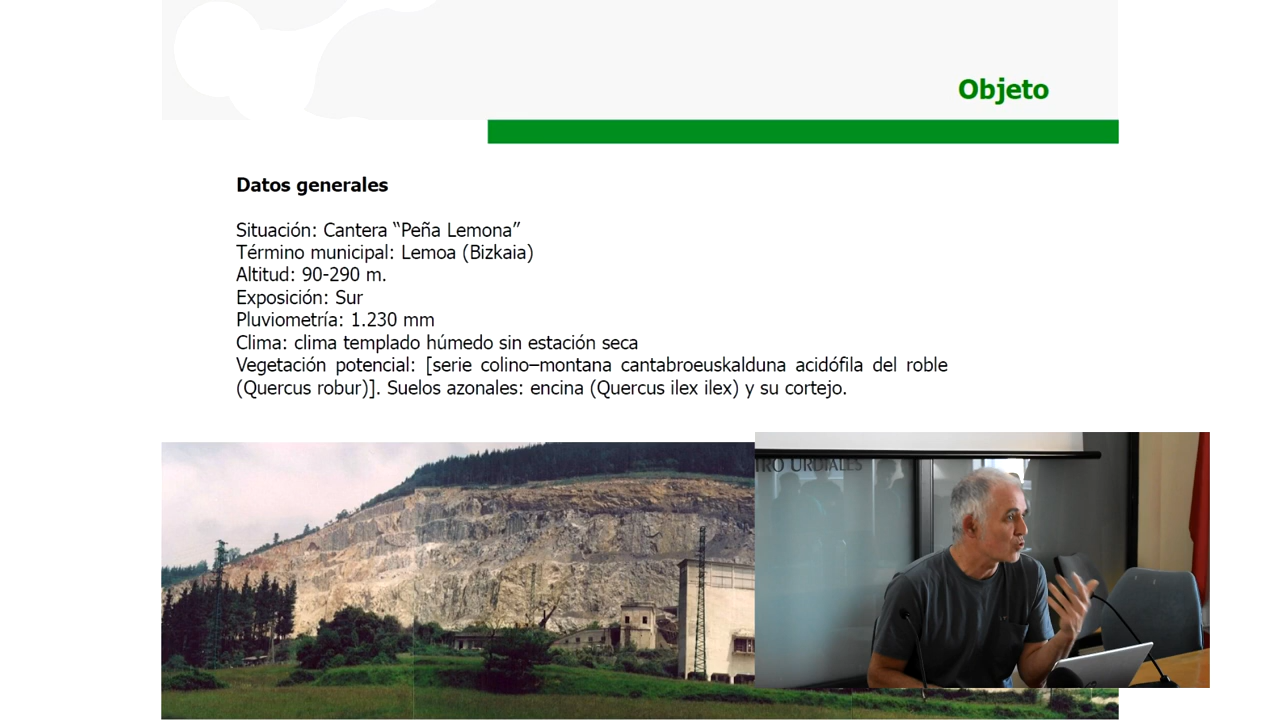 Objeto
Datos generales
Situación: Cantera “Peña Lemona”
Término municipal: Lemoa (Bizkaia)
Altitud: 90-290 m.
Exposición: Sur
Pluviometría: 1.230 mm
Clima: clima templado húmedo sin estación seca
Vegetación potencial: [serie colino–montana cantabroeuskalduna acidófila del roble
(Quercus robur)]. Suelos azonales: encina (Quercus ilex ilex) y su cortejo.
TRO URDIALES